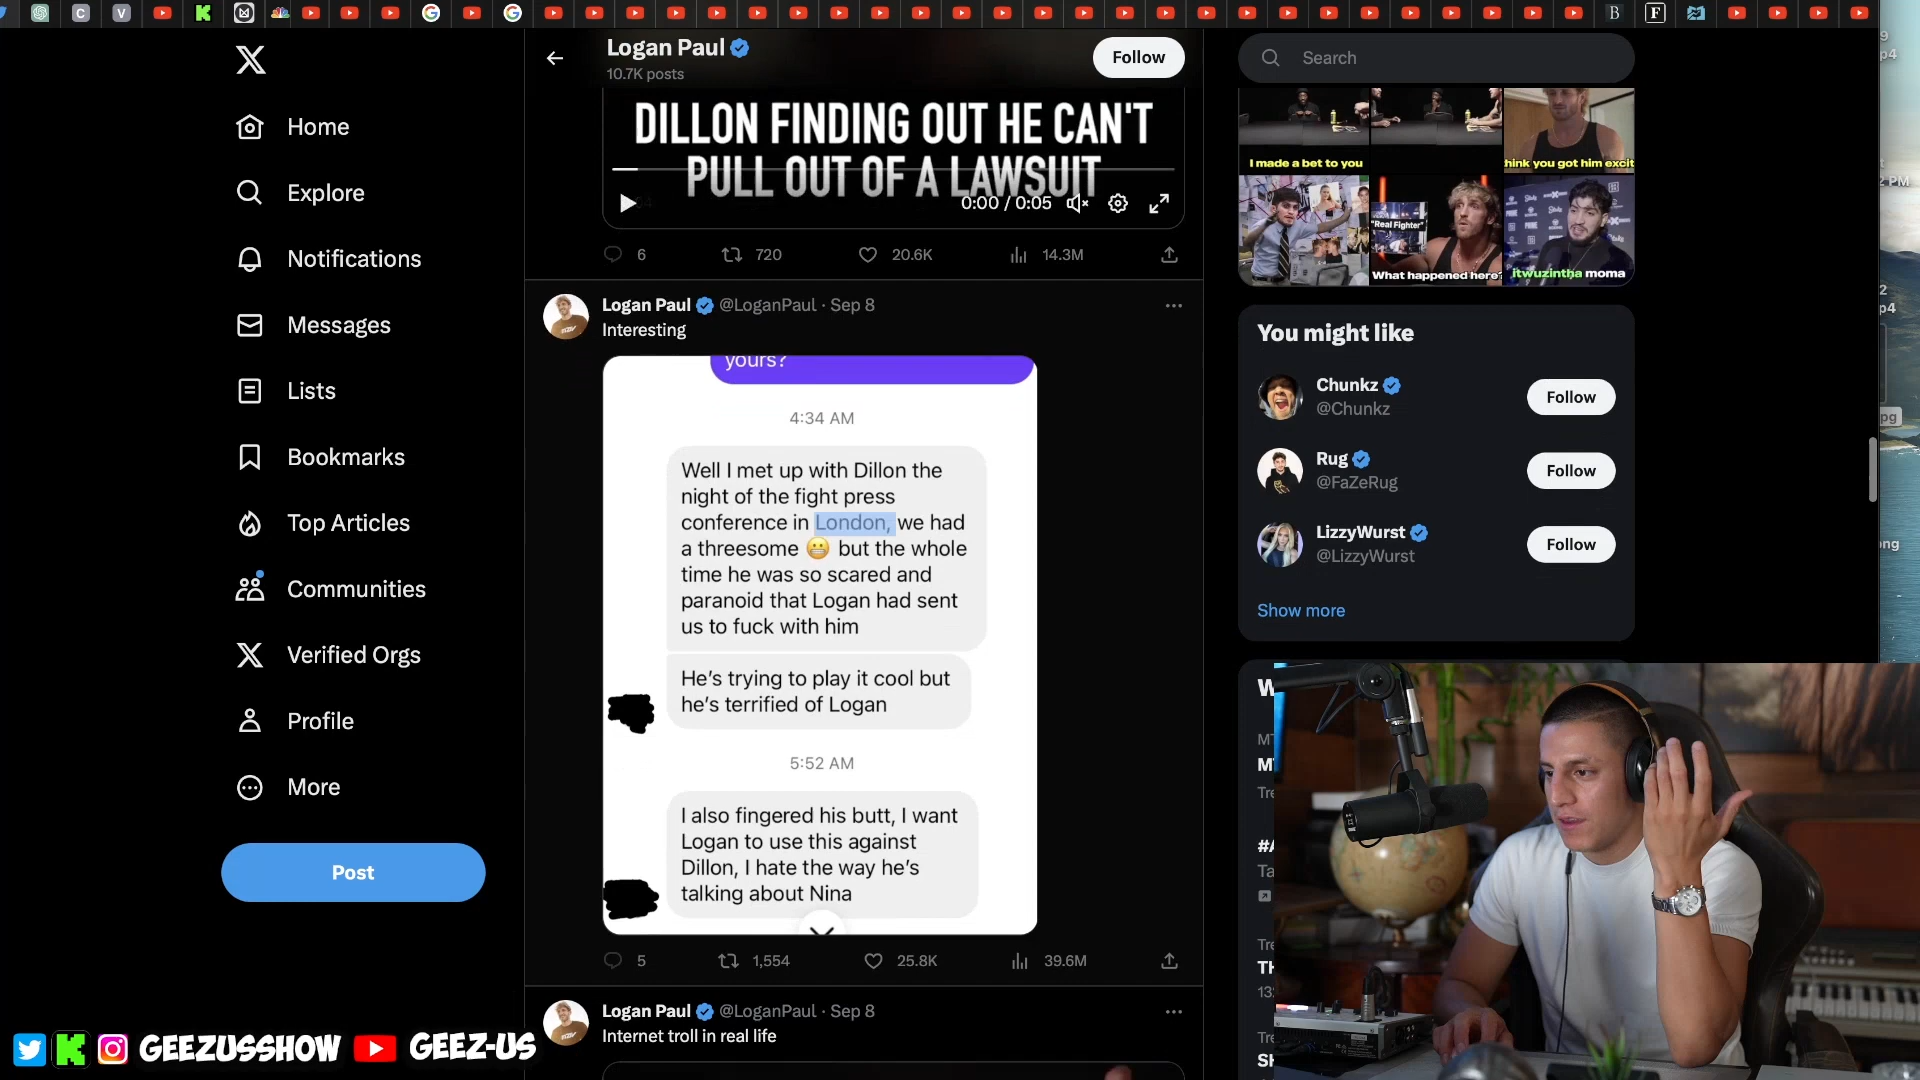 Logan Paul
10.7K posts
Follow
Search
DILLON FINDING OUT HE CAN'T
PULL OUT OF A LAWSUIT
0:00 / 0:05
6
720
20.6K
14.3M
Home
Explore
Notifications
Messages
Lists
Bookmarks
Top Articles
Communities
Verified Orgs
Profile
More
Post
Logan Paul @LoganPaul · Sep 8
Interesting
yours?
4:34 AM
Well I met up with Dillon the
night of the fight press
conference in London, we had
a threesome 😬 but the whole
time he was so scared and
paranoid that Logan had sent
us to fuck with him
He's trying to play it cool but
he's terrified of Logan
5:52 AM
I also fingered his butt, I want
Logan to use this against
Dillon, I hate the way he's
talking about Nina
5
1,554
25.8K
39.6M
Logan Paul @LoganPaul · Sep 8
Internet troll in real life
I made a bet to you
think you got him excit
"Real Fighter"
What happened here?
itwuzintha moma
You might like
Chunkz
@Chunkz
Follow
Rug
@FaZeRug
Follow
LizzyWurst
@LizzyWurst
Follow
Show more
GEEZUSSHOW
GEEZ-US